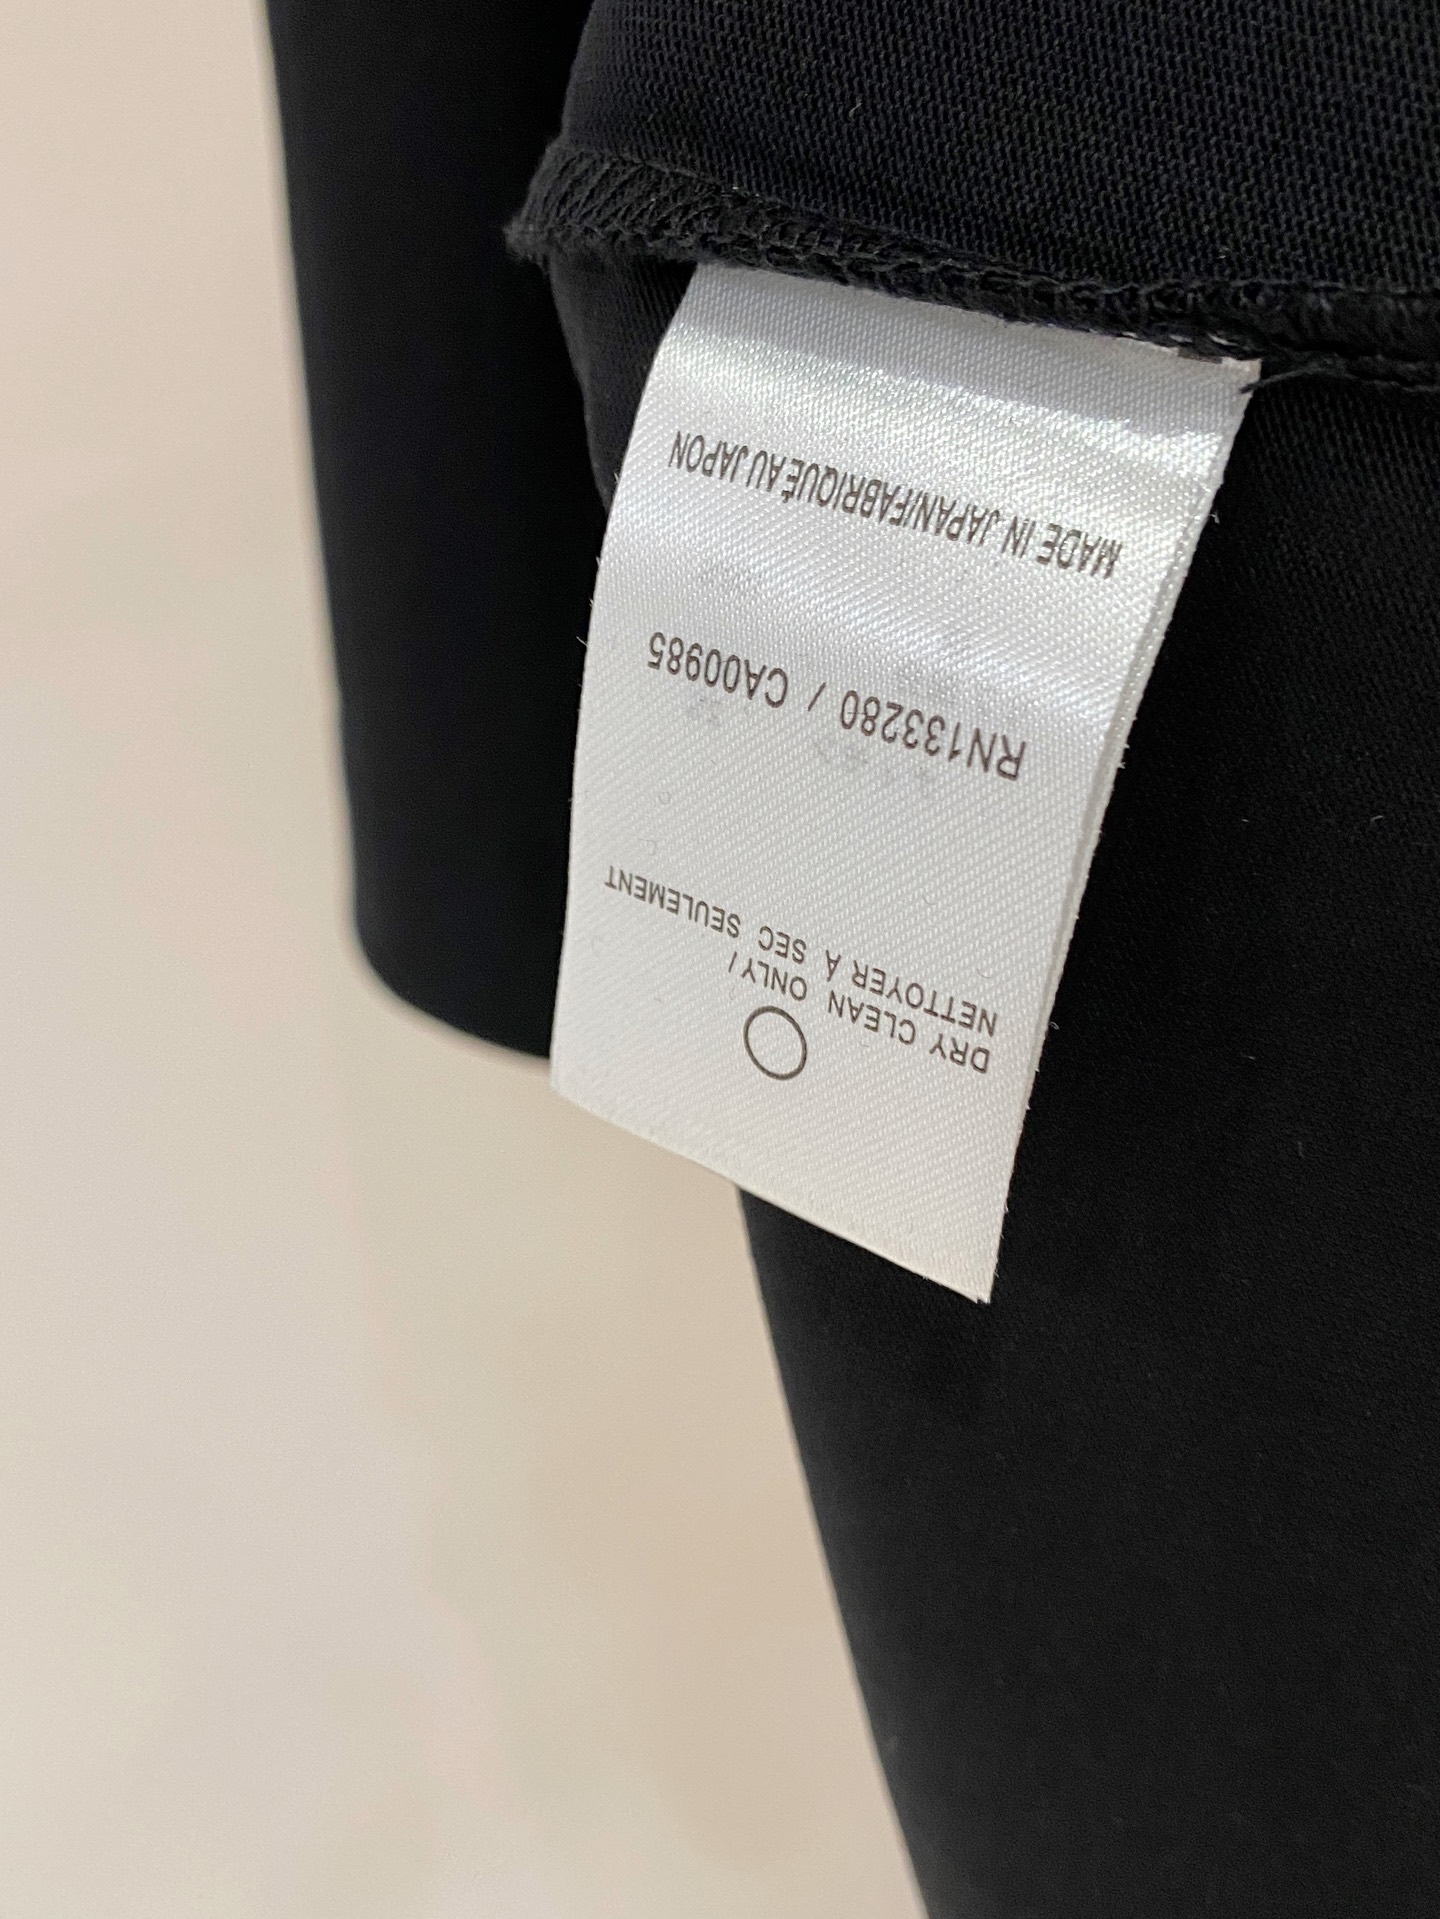 DRY CLEAN ONLY/
NETTOYER A SEC SEULEMENT
RN133280 / CA00985
MADE IN JAPAN/FABRIQUÉ AU JAPON